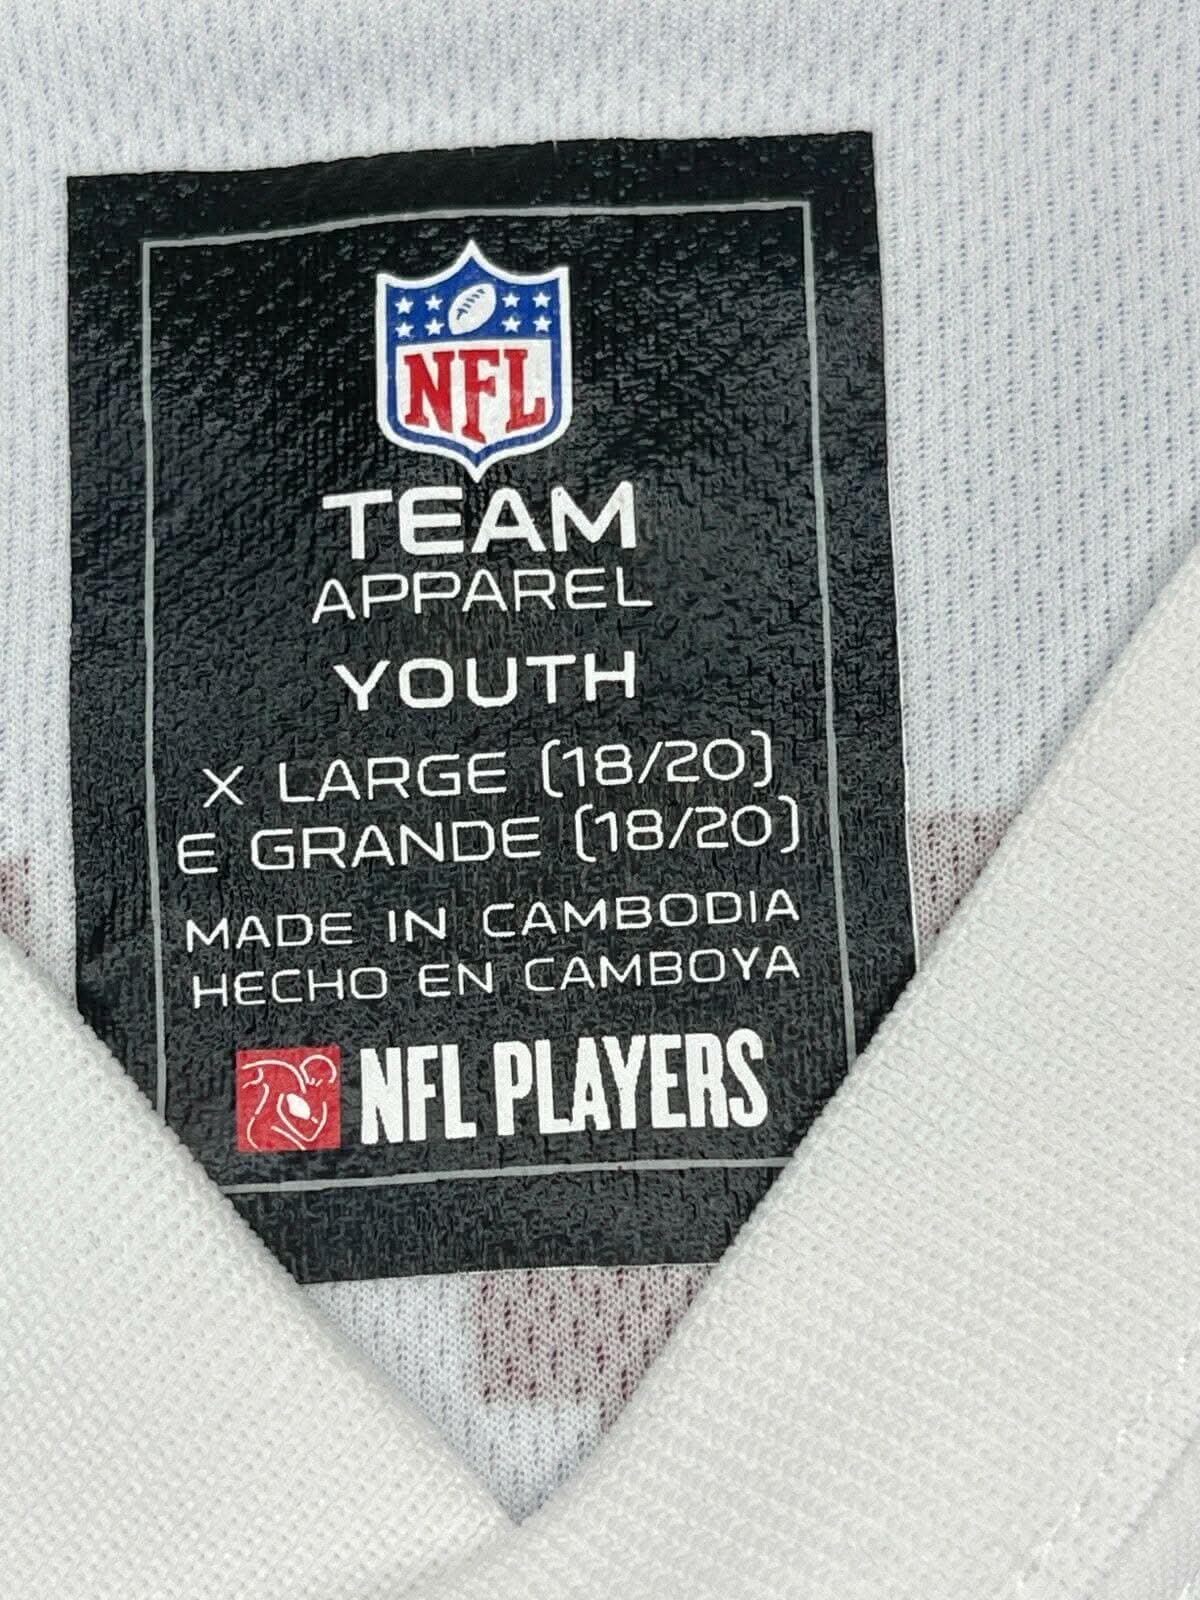 NFL
TEAM
APPAREL
YOUTH
X LARGE (18/20)
E GRANDE (18/20)
MADE IN CAMBODIA
HECHO EN CAMBOYA
NFL PLAYERS